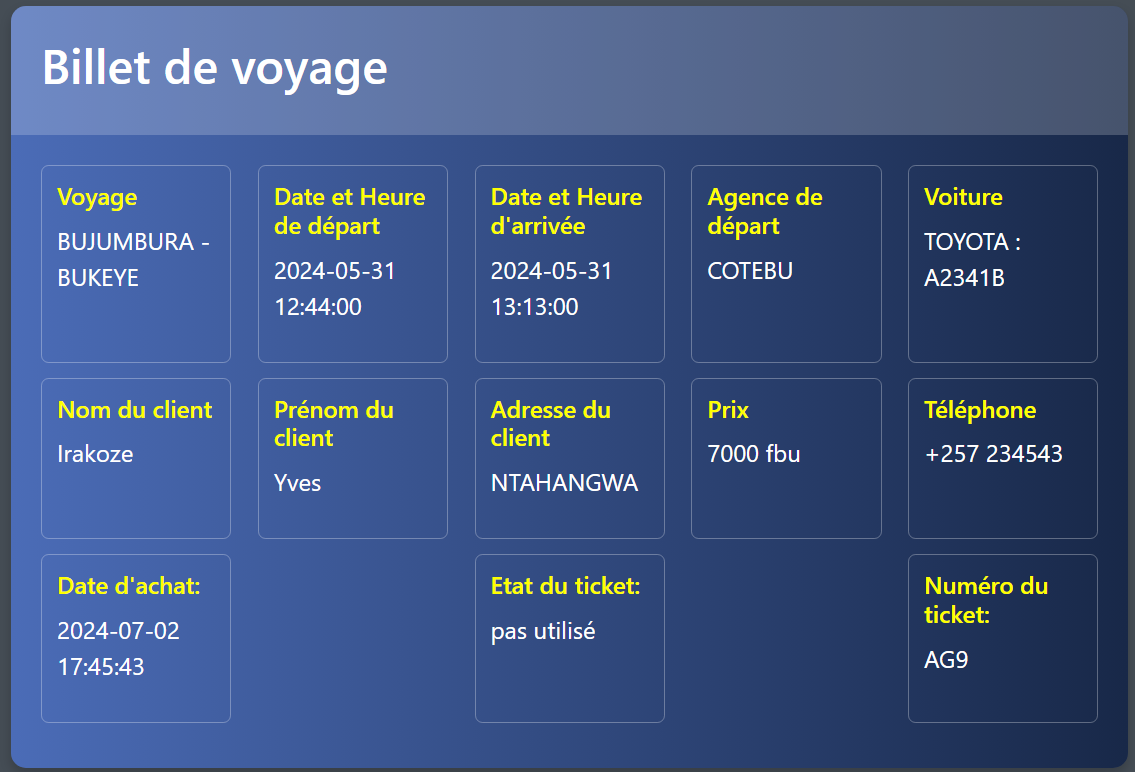 Billet de voyage
Voyage
BUJUMBURA -
BUKEYE
Date et Heure
de départ
2024-05-31
12:44:00
Date et Heure
d'arrivée
2024-05-31
13:13:00
Agence de
départ
COTEBU
Voiture
TOYOTA :
A2341B
Nom du client
Irakoze
Prénom du
client
Yves
Adresse du
client
NTAHANGWA
Prix
7000 fbu
Téléphone
+257 234543
Date d'achat:
2024-07-02
17:45:43
Etat du ticket:
pas utilisé
Numéro du
ticket:
AG9